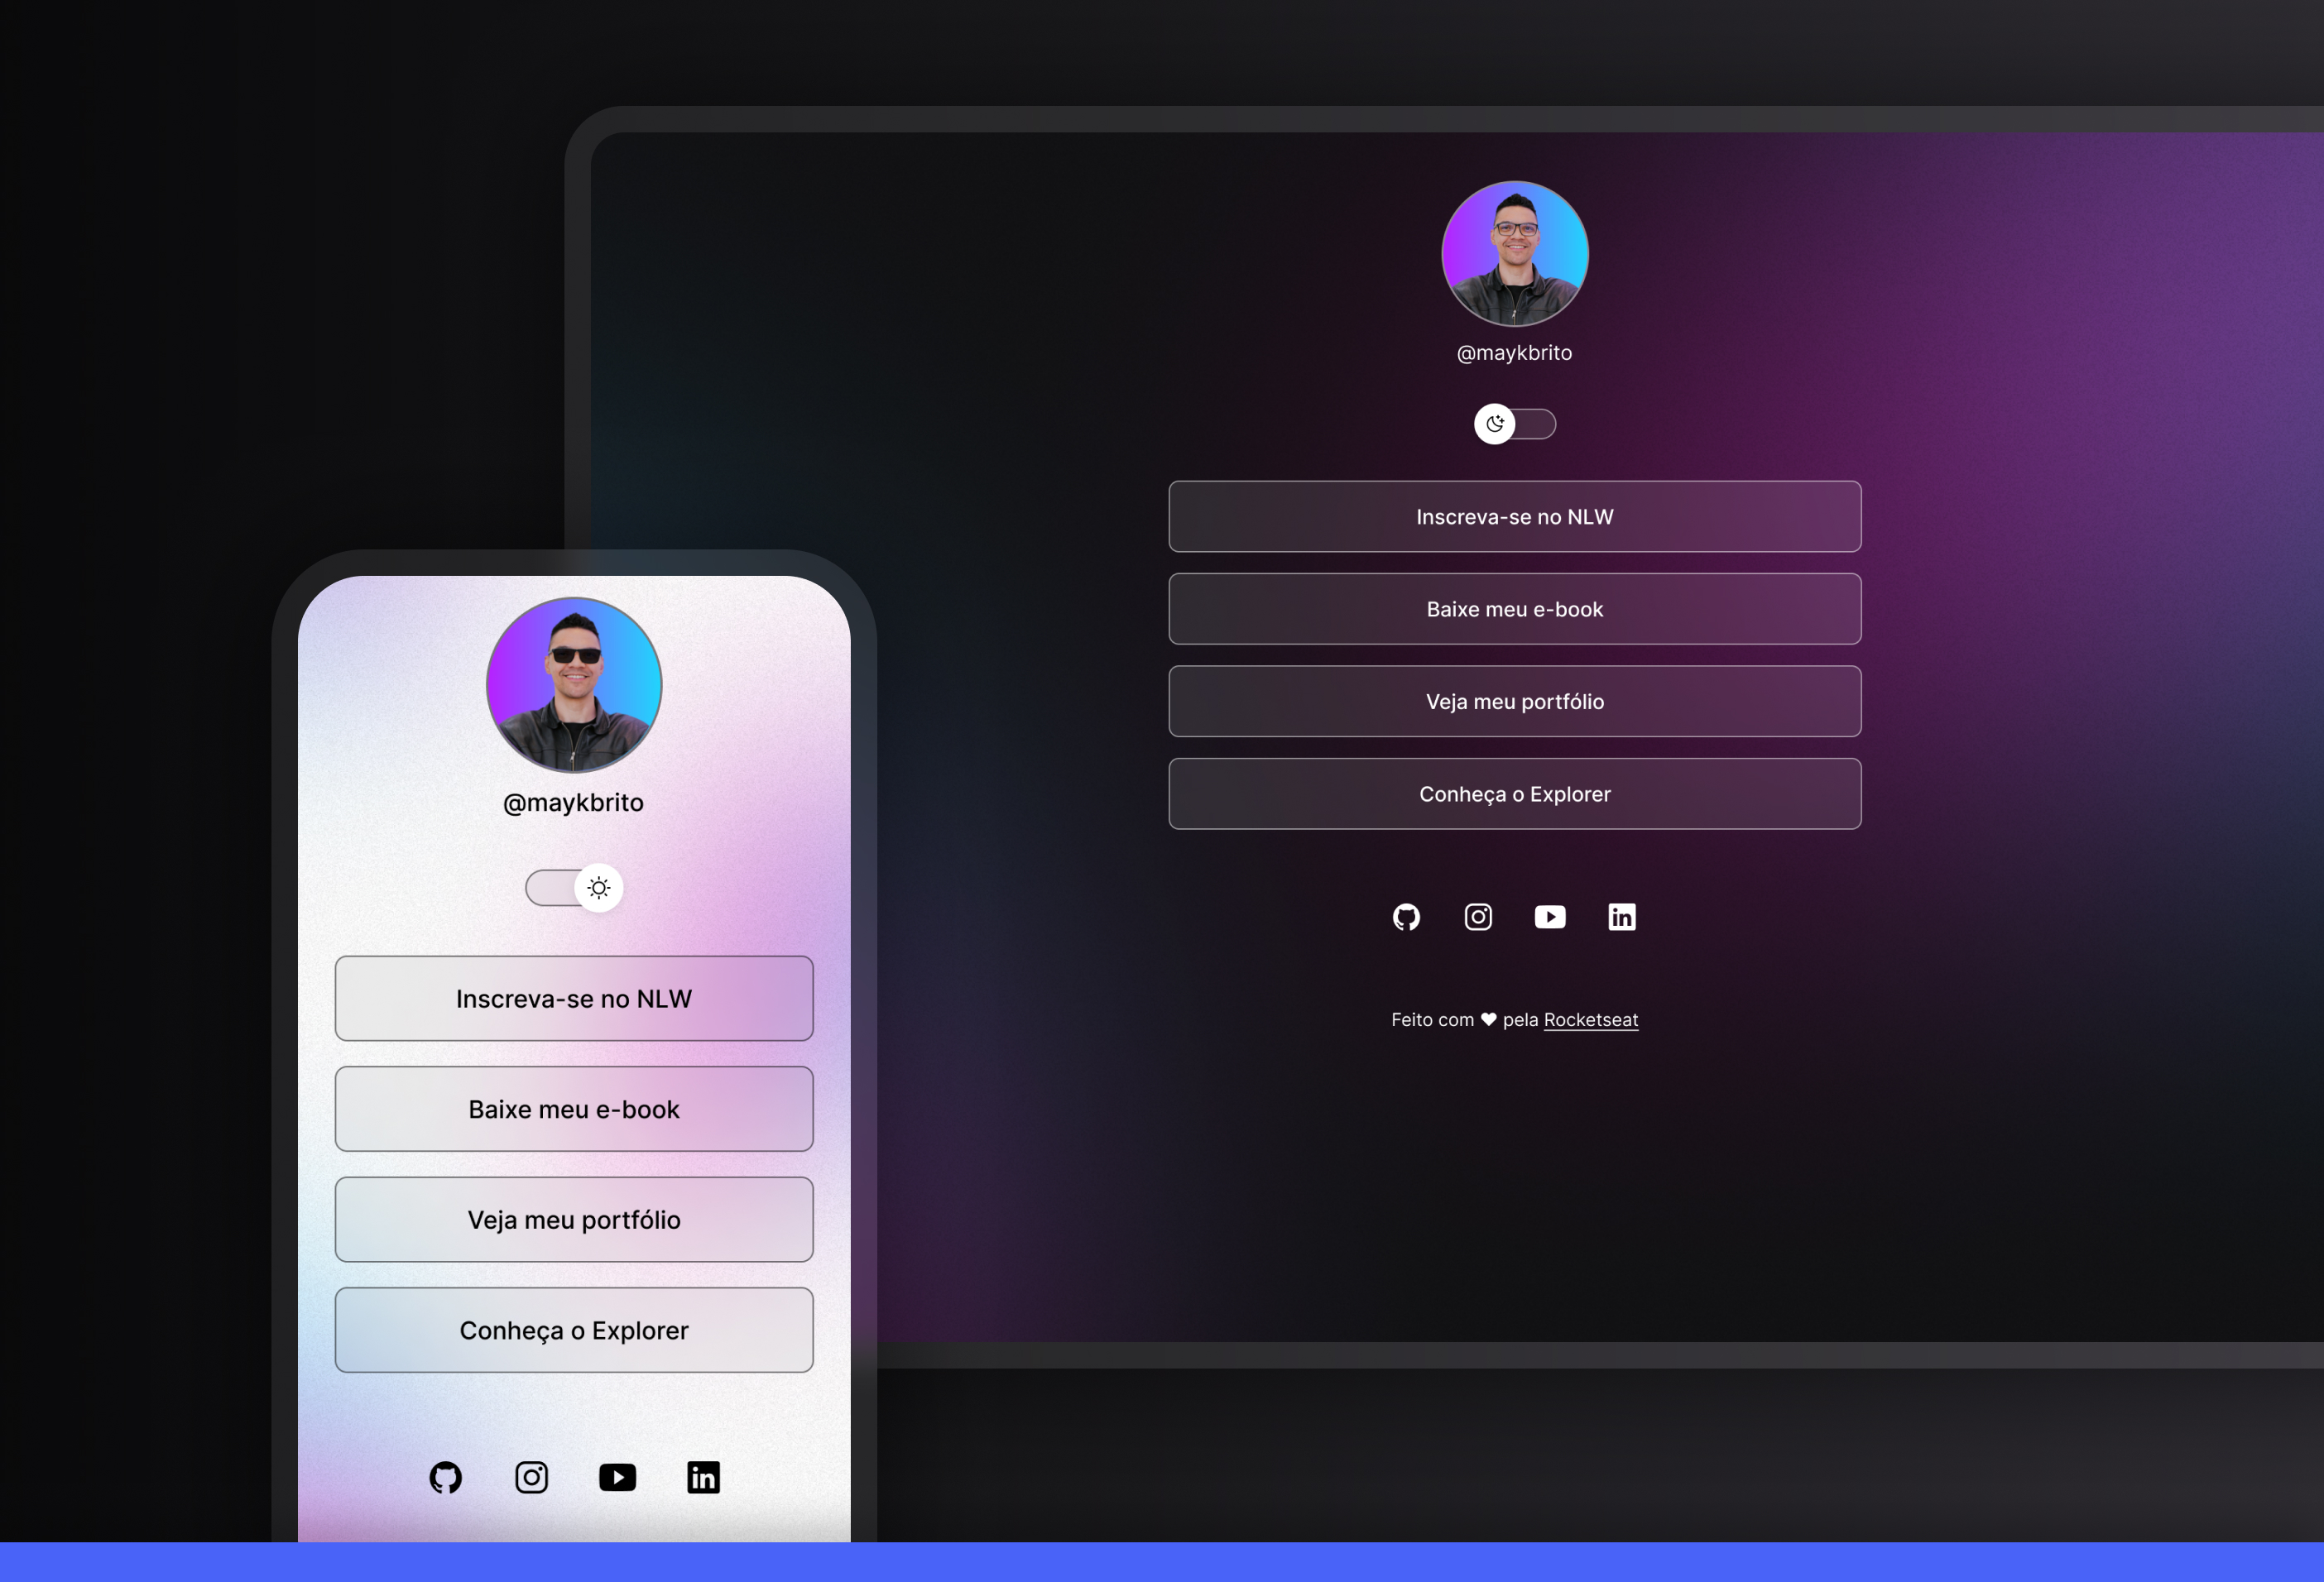 @maykbrito
Inscreva-se no NLW
Baixe meu e-book
Veja meu portfólio
Conheça o Explorer
Feito com ♥ pela Rocketseat
@maykbrito
Inscreva-se no NLW
Baixe meu e-book
Veja meu portfólio
Conheça o Explorer